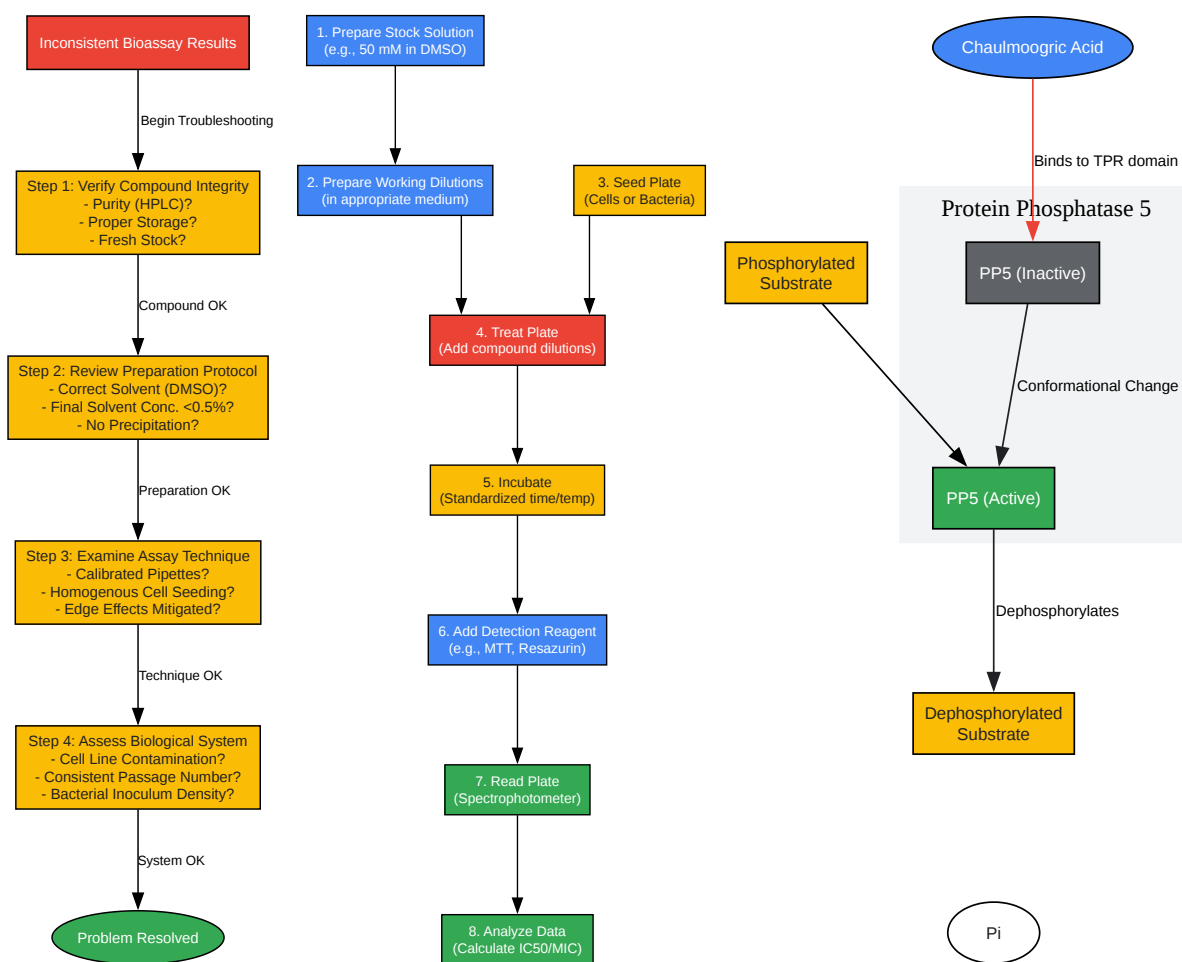 Inconsistent Bioassay Results
Begin Troubleshooting
Step 1: Verify Compound Integrity
- Purity (HPLC)?
- Proper Storage?
- Fresh Stock?
Compound OK
Step 2: Review Preparation Protocol
- Correct Solvent (DMSO)?
- Final Solvent Conc. <0.5%?
- No Precipitation?
Preparation OK
Step 3: Examine Assay Technique
- Calibrated Pipettes?
- Homogenous Cell Seeding?
- Edge Effects Mitigated?
Technique OK
Step 4: Assess Biological System
- Cell Line Contamination?
- Consistent Passage Number?
- Bacterial Inoculum Density?
System OK
Problem Resolved
1. Prepare Stock Solution
(e.g., 50 mM in DMSO)
2. Prepare Working Dilutions
(in appropriate medium)
3. Seed Plate
(Cells or Bacteria)
4. Treat Plate
(Add compound dilutions)
5. Incubate
(Standardized time/temp)
6. Add Detection Reagent
(e.g., MTT, Resazurin)
7. Read Plate
(Spectrophotometer)
8. Analyze Data
(Calculate IC50/MIC)
Chaulmoogric Acid
Binds to TPR domain
Protein Phosphatase 5
Phosphorylated
Substrate
PP5 (Inactive)
Conformational Change
PP5 (Active)
Dephosphorylates
Dephosphorylated
Substrate
Pi